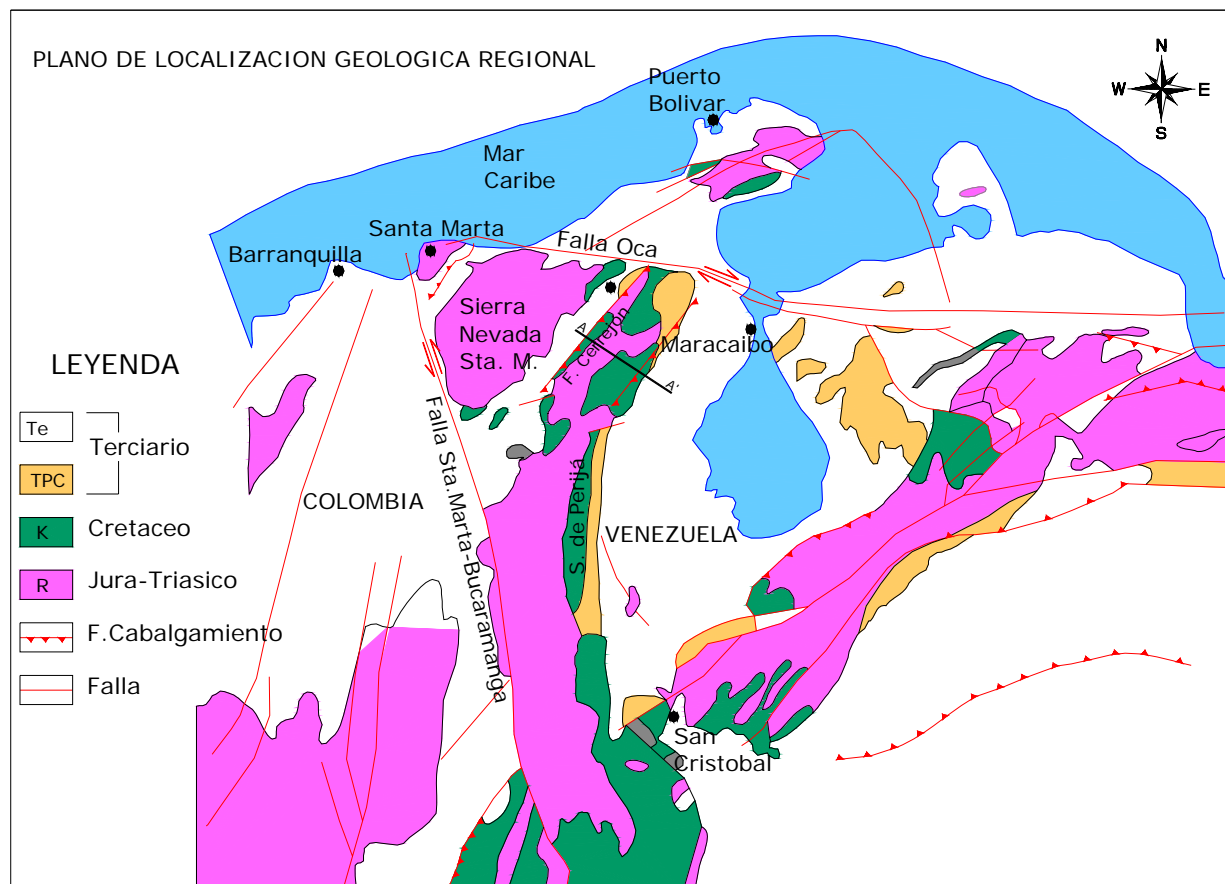 PLANO DE LOCALIZACION GEOLOGICA REGIONAL
N
W
E
S
Puerto
Bolivar
Mar
Caribe
Santa Marta
Barranquilla
Falla Oca
Sierra
Nevada
Sta. M.
A
F. Cerrejón
A'
Maracaibo
LEYENDA
Te
TPC
Terciario
K
Cretaceo
R
Jura-Triasico
F.Cabalgamiento
Falla
COLOMBIA
Falla Sta.Marta-Bucaramanga
S. de Perijá
VENEZUELA
San
Cristobal